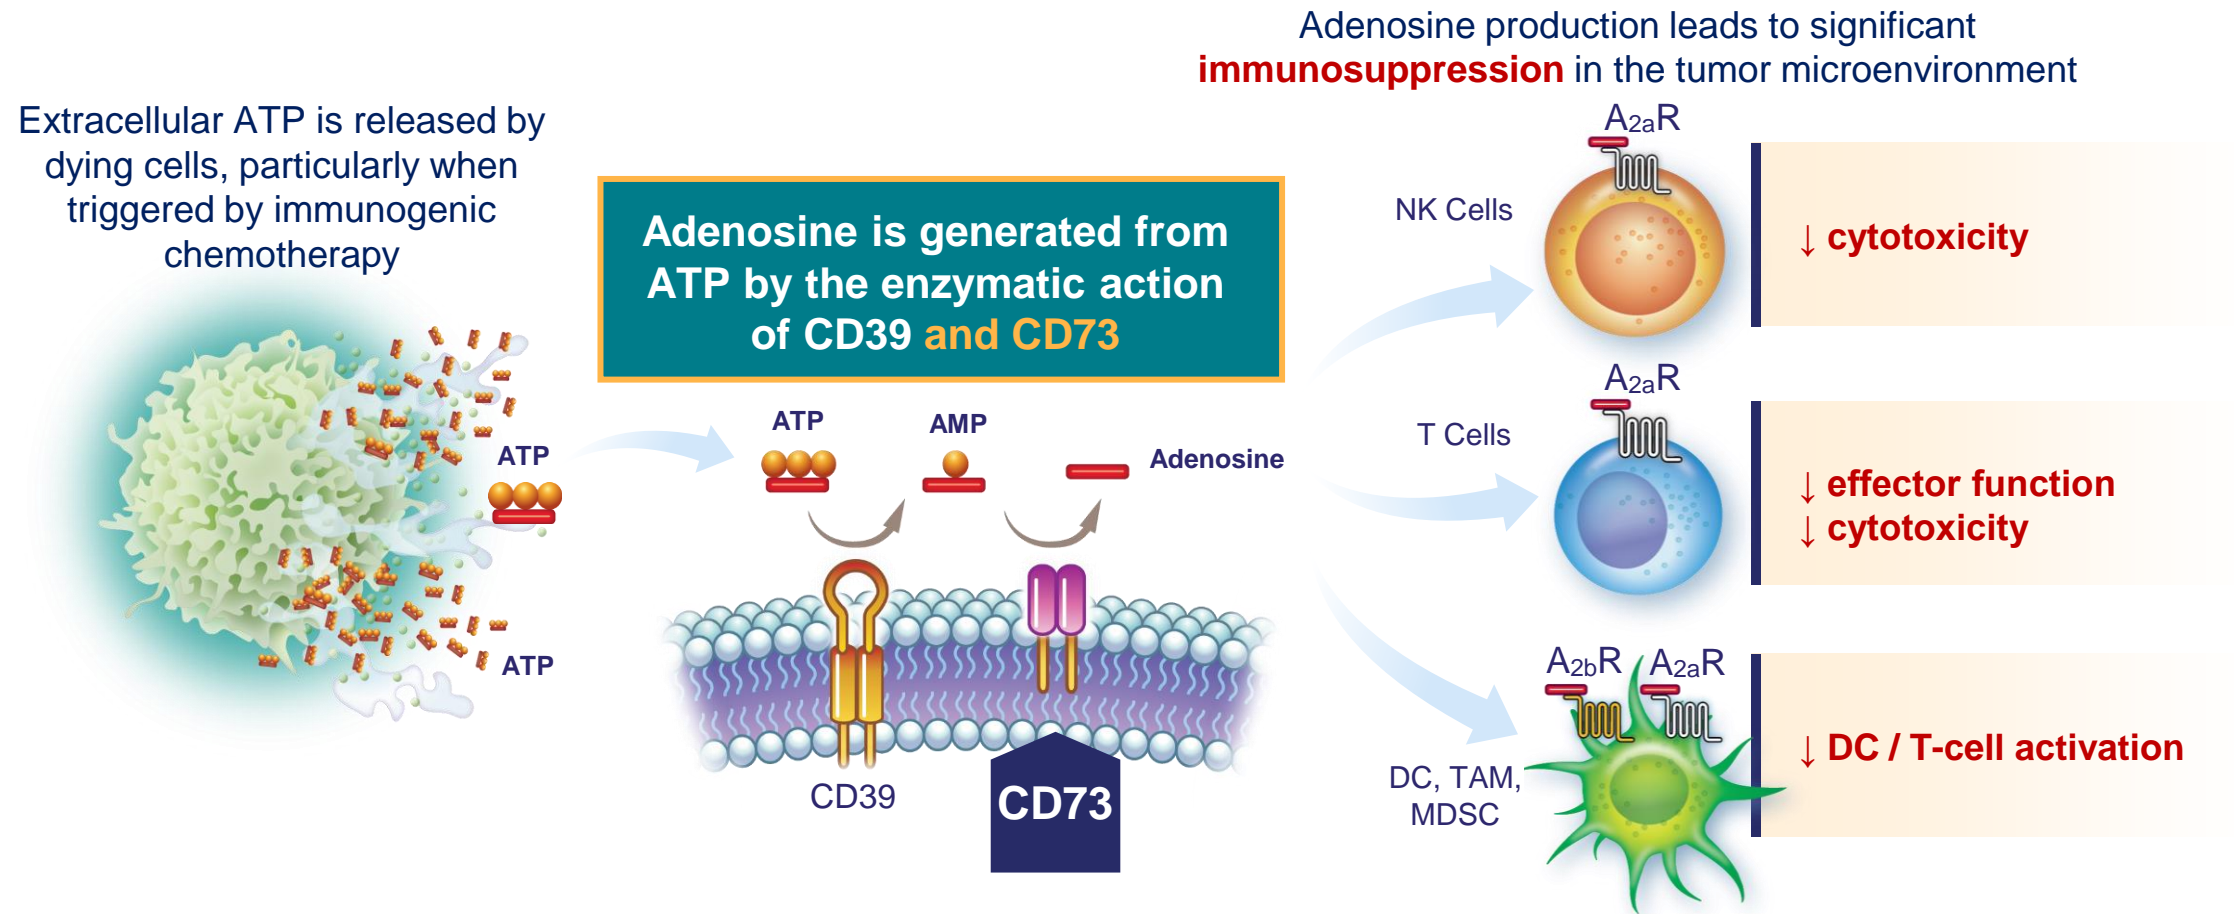 Extracellular ATP is released by
dying cells, particularly when
triggered by immunogenic
chemotherapy
ATP
ATP
Adenosine is generated from
ATP by the enzymatic action
of CD39 and CD73
ATP
AMP
Adenosine
CD39
CD73
Adenosine production leads to significant
immunosuppression in the tumor microenvironment
A2aR
NK Cells
↓ cytotoxicity
A2aR
T Cells
↓ effector function
↓ cytotoxicity
A2bR A2aR
DC, TAM,
MDSC
↓ DC / T-cell activation